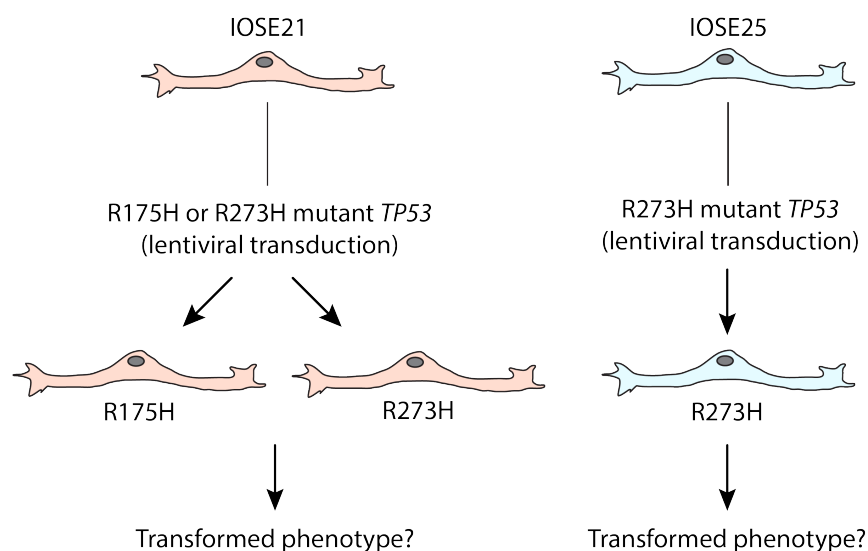 IOSE21
IOSE25
R175H or R273H mutant TP53
(lentiviral transduction)
R273H mutant TP53
(lentiviral transduction)
R175H
R273H
R273H
Transformed phenotype?
Transformed phenotype?